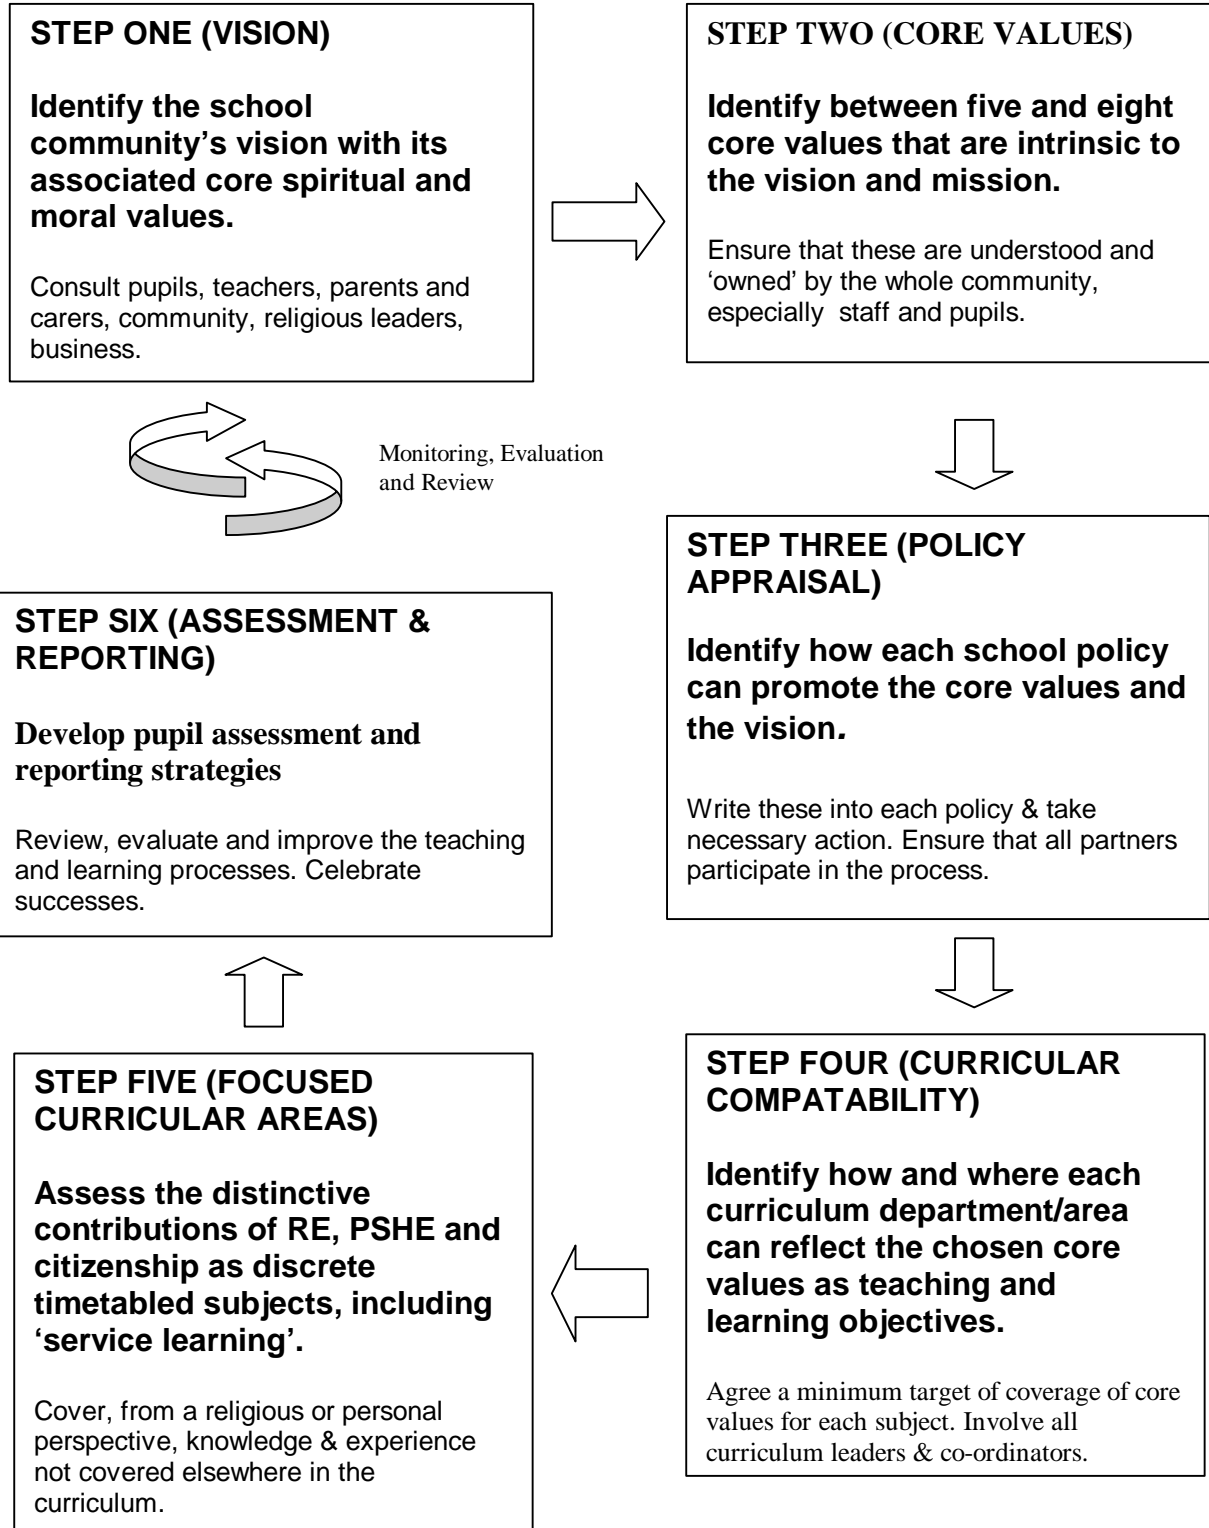 STEP ONE (VISION)
Identify the school
community’s vision with its
associated core spiritual and
moral values.
Consult pupils, teachers, parents and
carers, community, religious leaders,
business.
STEP TWO (CORE VALUES)
Identify between five and eight
core values that are intrinsic to
the vision and mission.
Ensure that these are understood and
‘owned’ by the whole community,
especially  staff and pupils.
Monitoring, Evaluation
and Review
STEP THREE (POLICY
APPRAISAL)
Identify how each school policy
can promote the core values and
the vision.
Write these into each policy & take
necessary action. Ensure that all partners
participate in the process.
STEP FOUR (CURRICULAR
COMPATABILITY)
Identify how and where each
curriculum department/area
can reflect the chosen core
values as teaching and
learning objectives.
Agree a minimum target of coverage of core
values for each subject. Involve all
curriculum leaders & co-ordinators.
STEP FIVE (FOCUSED
CURRICULAR AREAS)
Assess the distinctive
contributions of RE, PSHE and
citizenship as discrete
timetabled subjects, including
‘service learning’.
Cover, from a religious or personal
perspective, knowledge & experience
not covered elsewhere in the
curriculum.
STEP SIX (ASSESSMENT &
REPORTING)
Develop pupil assessment and
reporting strategies
Review, evaluate and improve the teaching
and learning processes. Celebrate
successes.